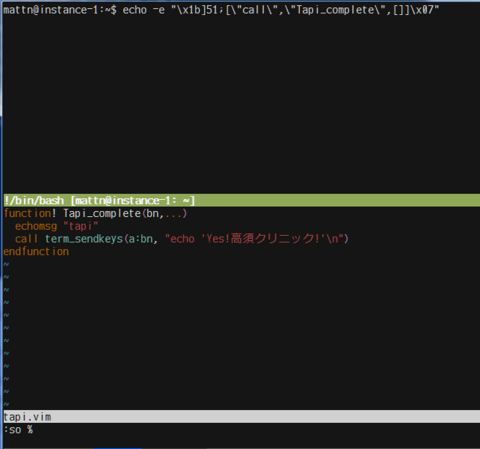 mattn@instance-1:~$ echo -e "\x1b]51;[\"call\",\"Tapi_complete\",[]]\x07"
!/bin/bash [mattn@instance-1: ~]
function! Tapi_complete(bn,...)
  echomsg "tapi"
  call term_sendkeys(a:bn, "echo 'Yes!高須クリニック!'\n")
endfunction
~
~
~
~
~
~
~
~
~
~
~
~
tapi.vim
:so %